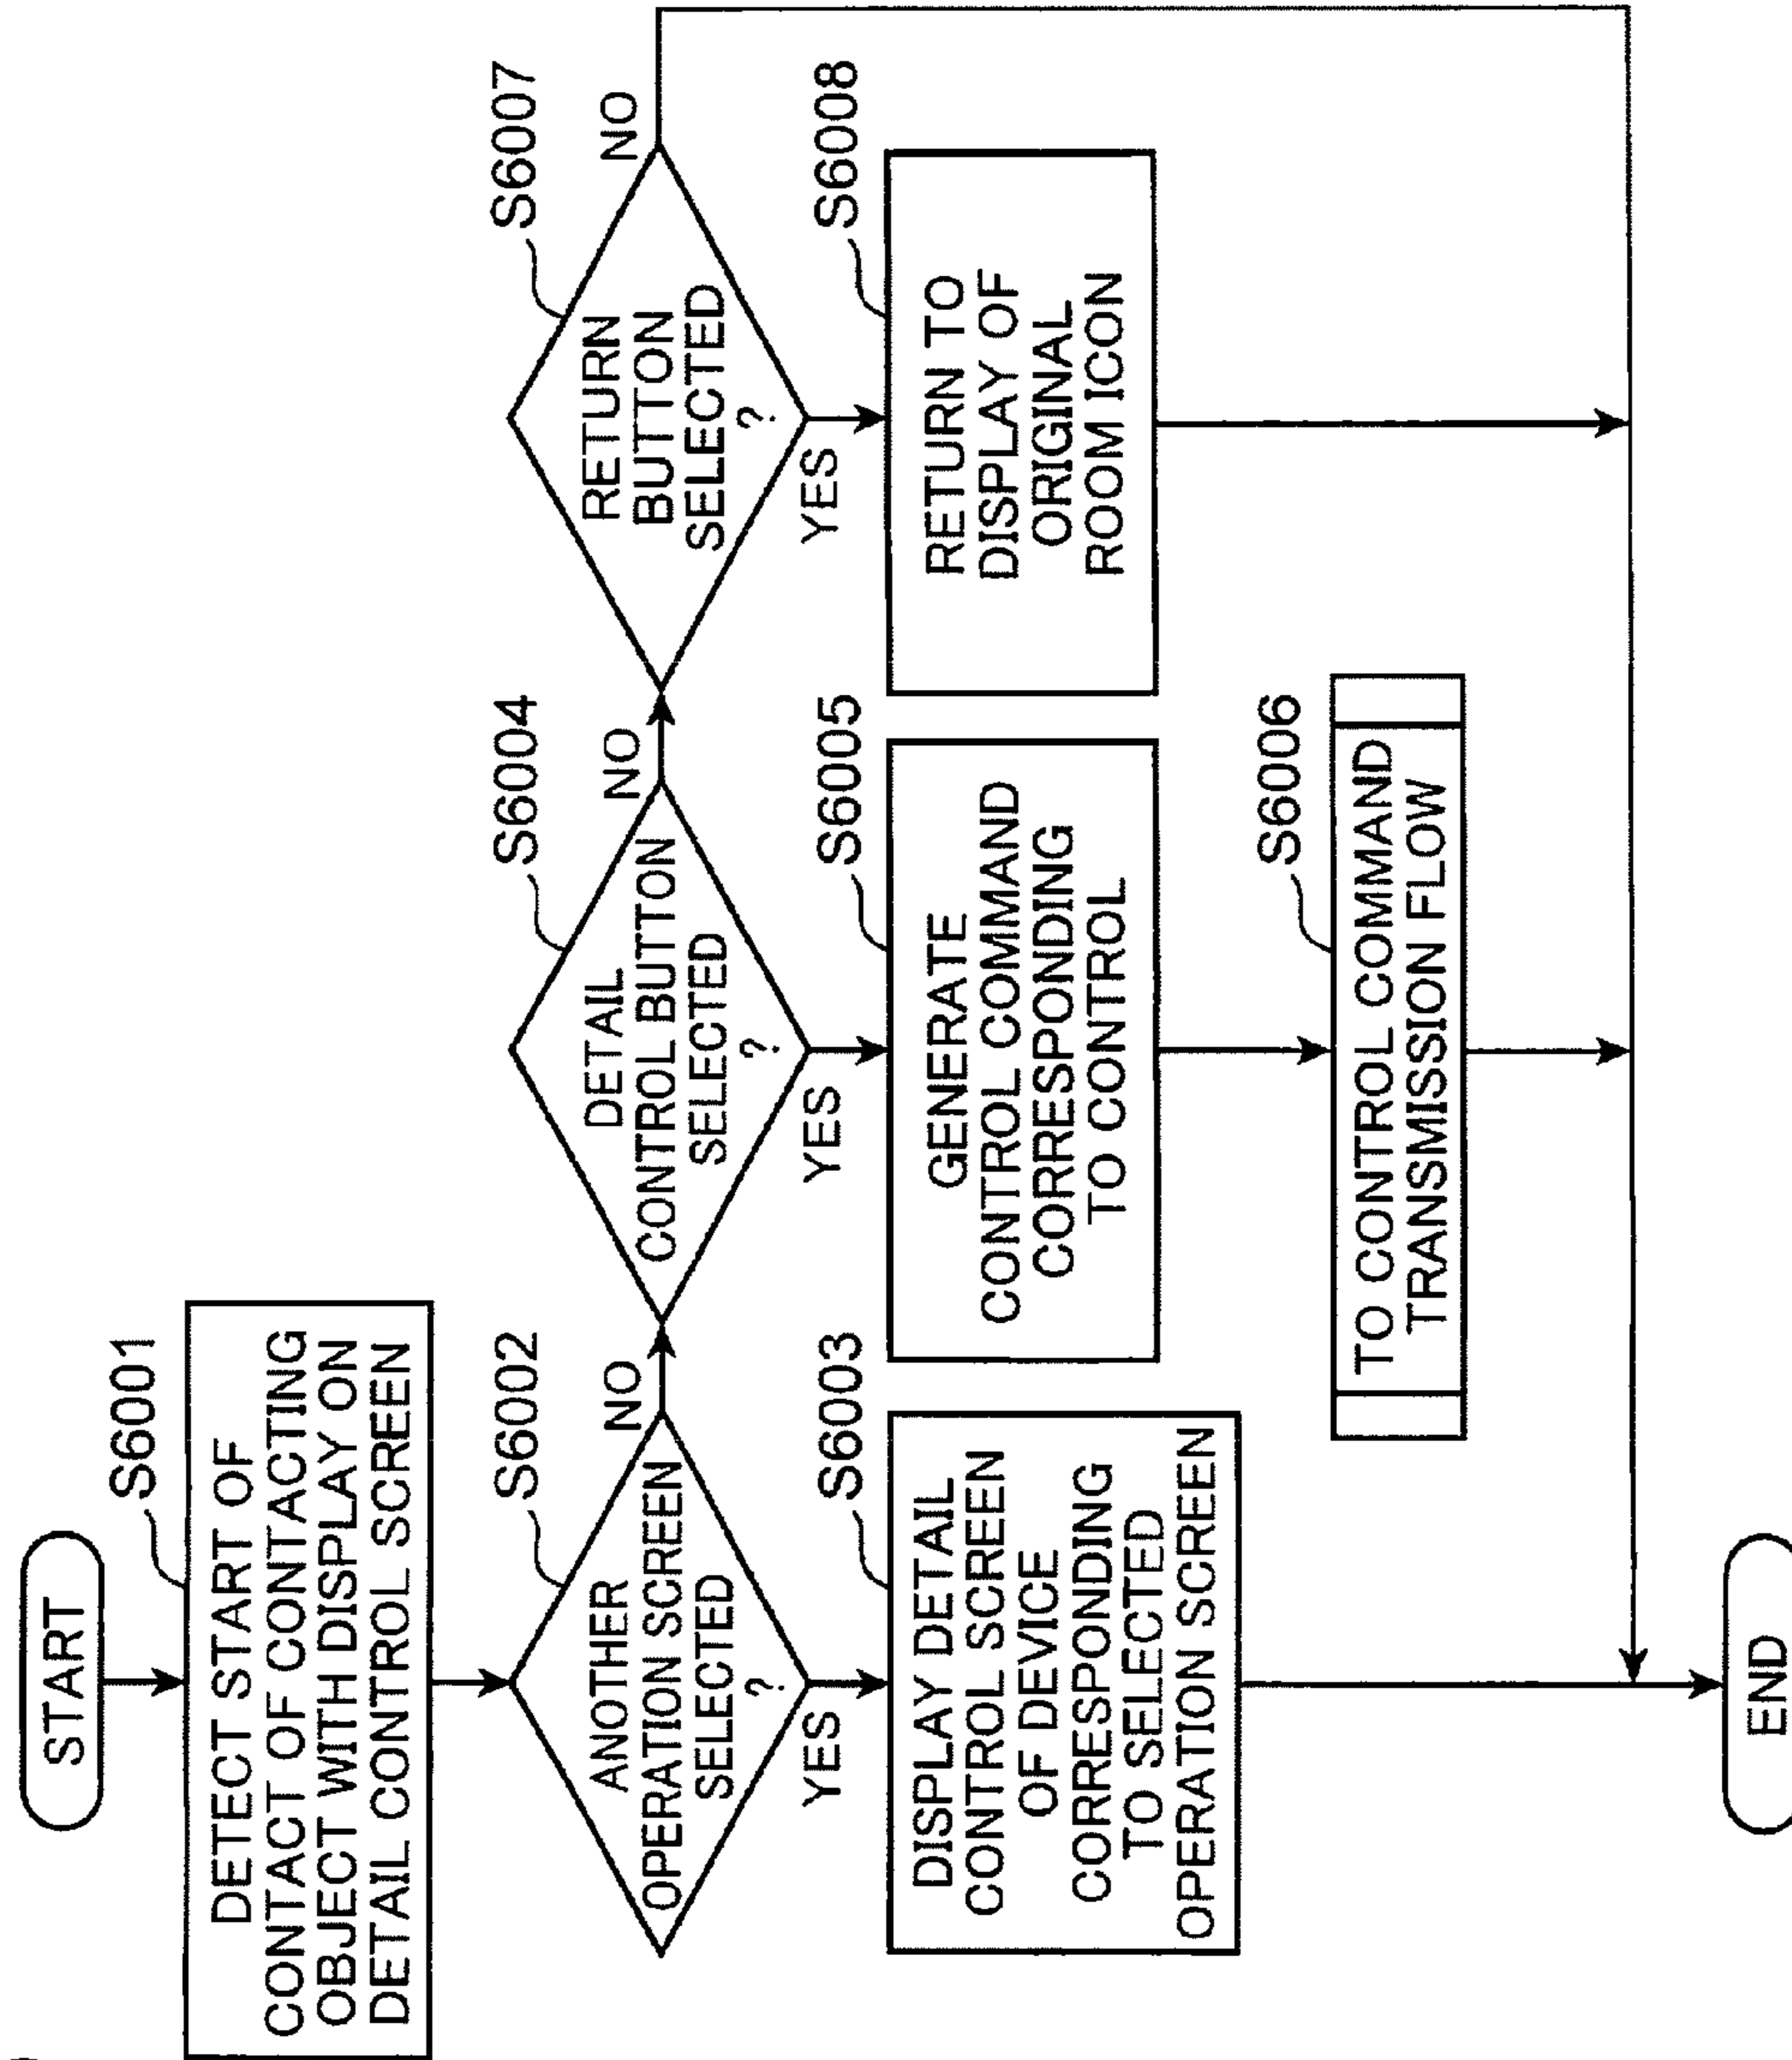 START
S6001
DETECT START OF
CONTACT OF CONTACTING
OBJECT WITH DISPLAY ON
DETAIL CONTROL SCREEN
S6002
ANOTHER
OPERATION SCREEN
SELECTED
?
NO
YES
S6003
DISPLAY DETAIL
CONTROL SCREEN
OF DEVICE
CORRESPONDING
TO SELECTED
OPERATION SCREEN
S6004
DETAIL
CONTROL BUTTON
SELECTED
?
NO
YES
S6005
GENERATE
CONTROL COMMAND
CORRESPONDING
TO CONTROL
S6006
TO CONTROL COMMAND
TRANSMISSION FLOW
S6007
RETURN
BUTTON
SELECTED
?
NO
YES
S6008
RETURN TO
DISPLAY OF
ORIGINAL
ROOM ICON
END